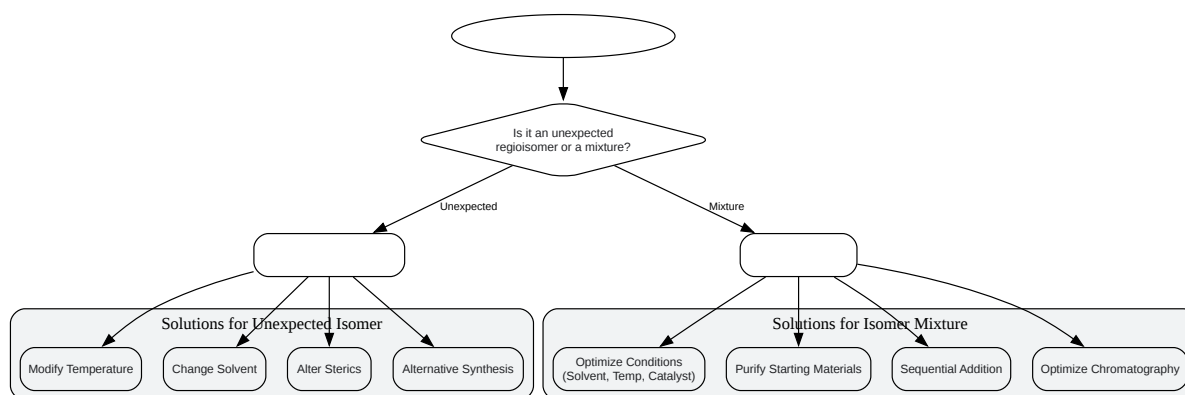 Is it an unexpected
regioisomer or a mixture?
Unexpected
Mixture
Solutions for Unexpected Isomer
Solutions for Isomer Mixture
Modify Temperature
Change Solvent
Alter Sterics
Alternative Synthesis
Optimize Conditions
(Solvent, Temp, Catalyst)
Purify Starting Materials
Sequential Addition
Optimize Chromatography